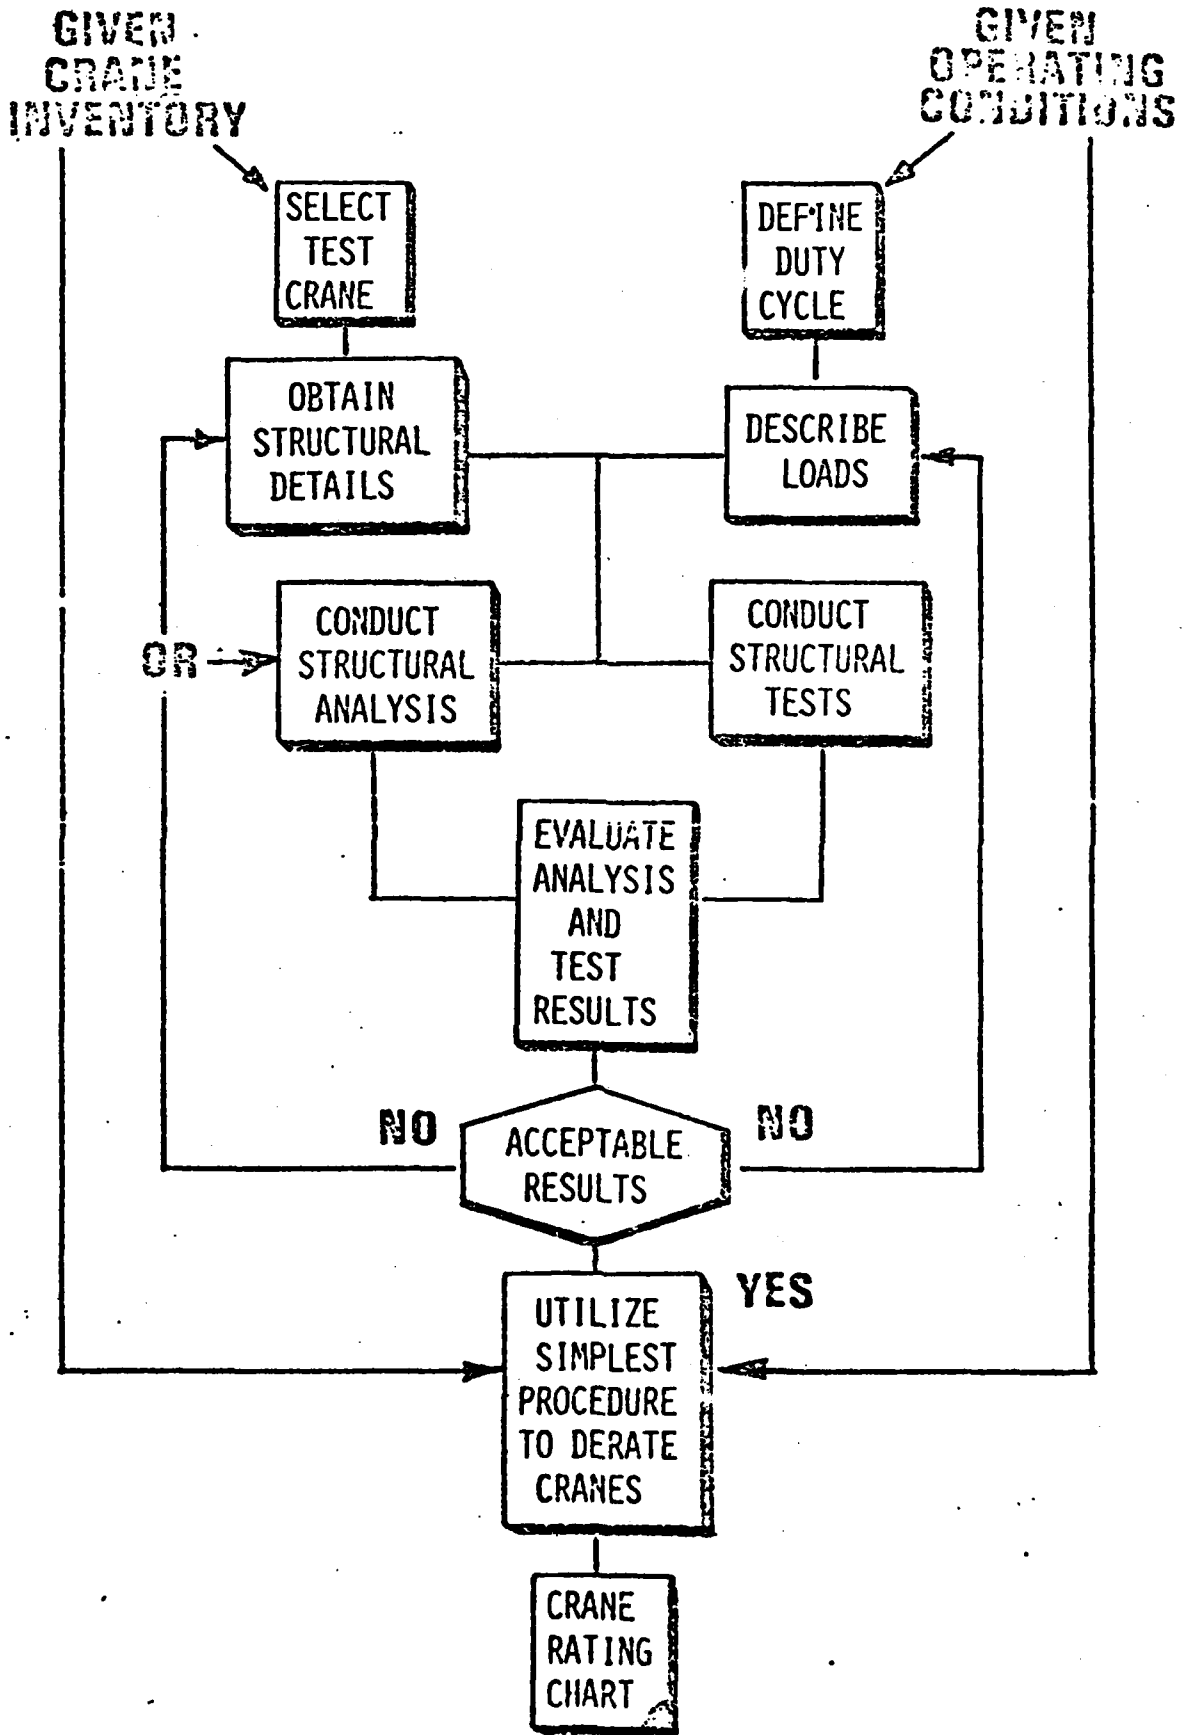 GIVEN
CRANE
INVENTORY
GIVEN
OPERATING
CONDITIONS
SELECT
TEST
CRANE
DEFINE
DUTY
CYCLE
OBTAIN
STRUCTURAL
DETAILS
DESCRIBE
LOADS
OR
CONDUCT
STRUCTURAL
ANALYSIS
CONDUCT
STRUCTURAL
TESTS
EVALUATE
ANALYSIS
AND
TEST
RESULTS
NO
ACCEPTABLE
RESULTS
NO
YES
UTILIZE
SIMPLEST
PROCEDURE
TO DERATE
CRANES
CRANE
RATING
CHART